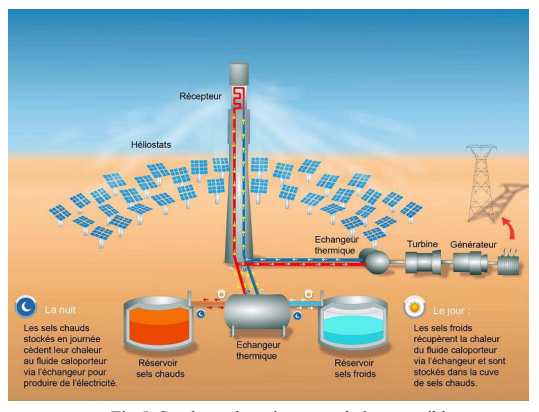 Récepteur
Héliostats
Echangeur
thermique
Turbine
Générateur
La nuit :
Les sels chauds
stockés en journée
cèdent leur chaleur
au fluide caloporteur
via l'échangeur pour
produire de l'électricité.
Réservoir
sels chauds
Echangeur
thermique
Réservoir
sels froids
Le jour :
Les sels froids
récupèrent la chaleur
du fluide caloporteur
via l'échangeur et sont
stockés dans la cuve
de sels chauds.